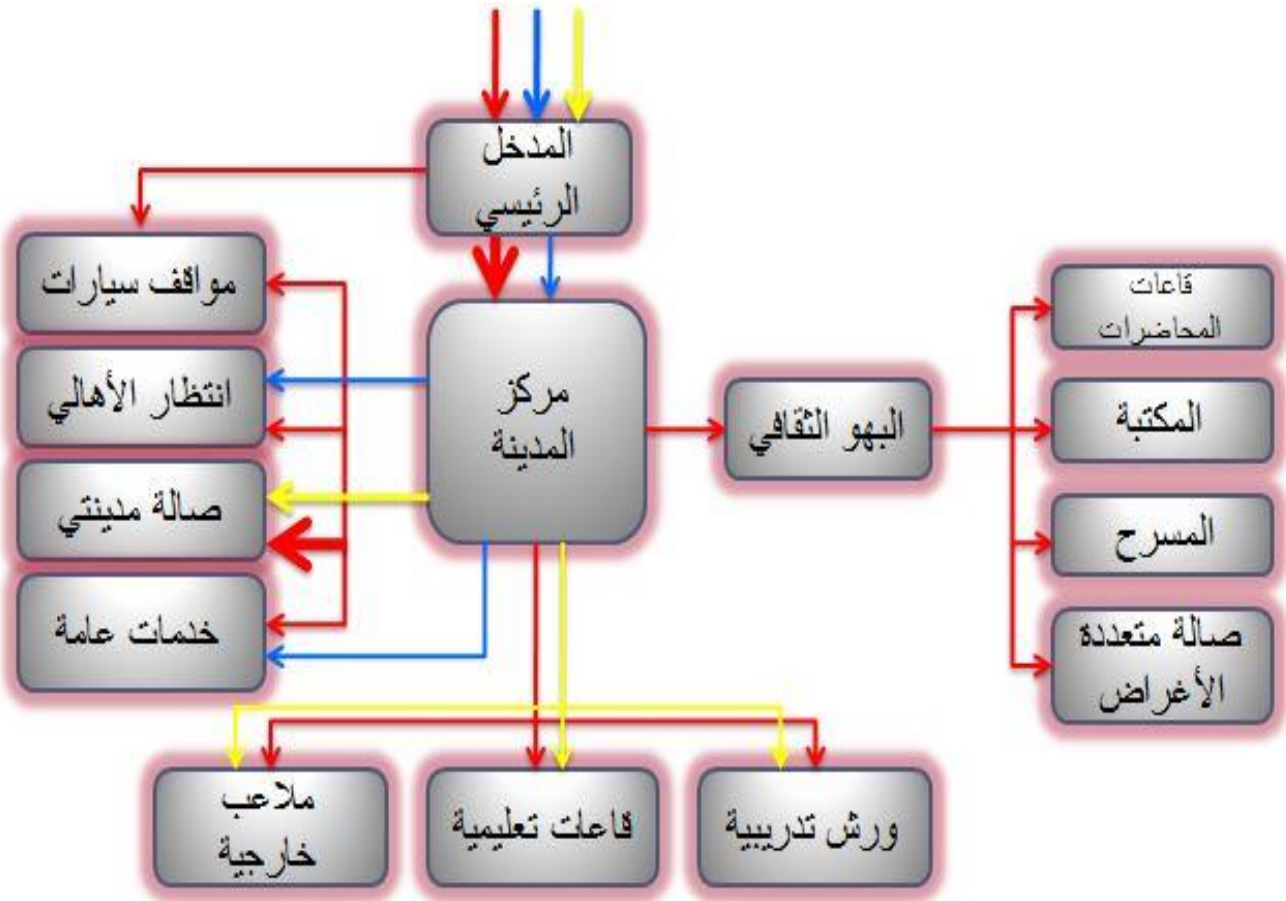 المدخل
الرئيسي
مواقف سيارات
انتظار الأهالي
صالة مدينتي
خدمات عامة
مركز
المدينة
البهو الثقافي
قاعات
المحاضرات
المكتبة
المسرح
صالة متعددة
الأغراض
ورش تدريبية
قاعات تعليمية
ملاعب
خارجية